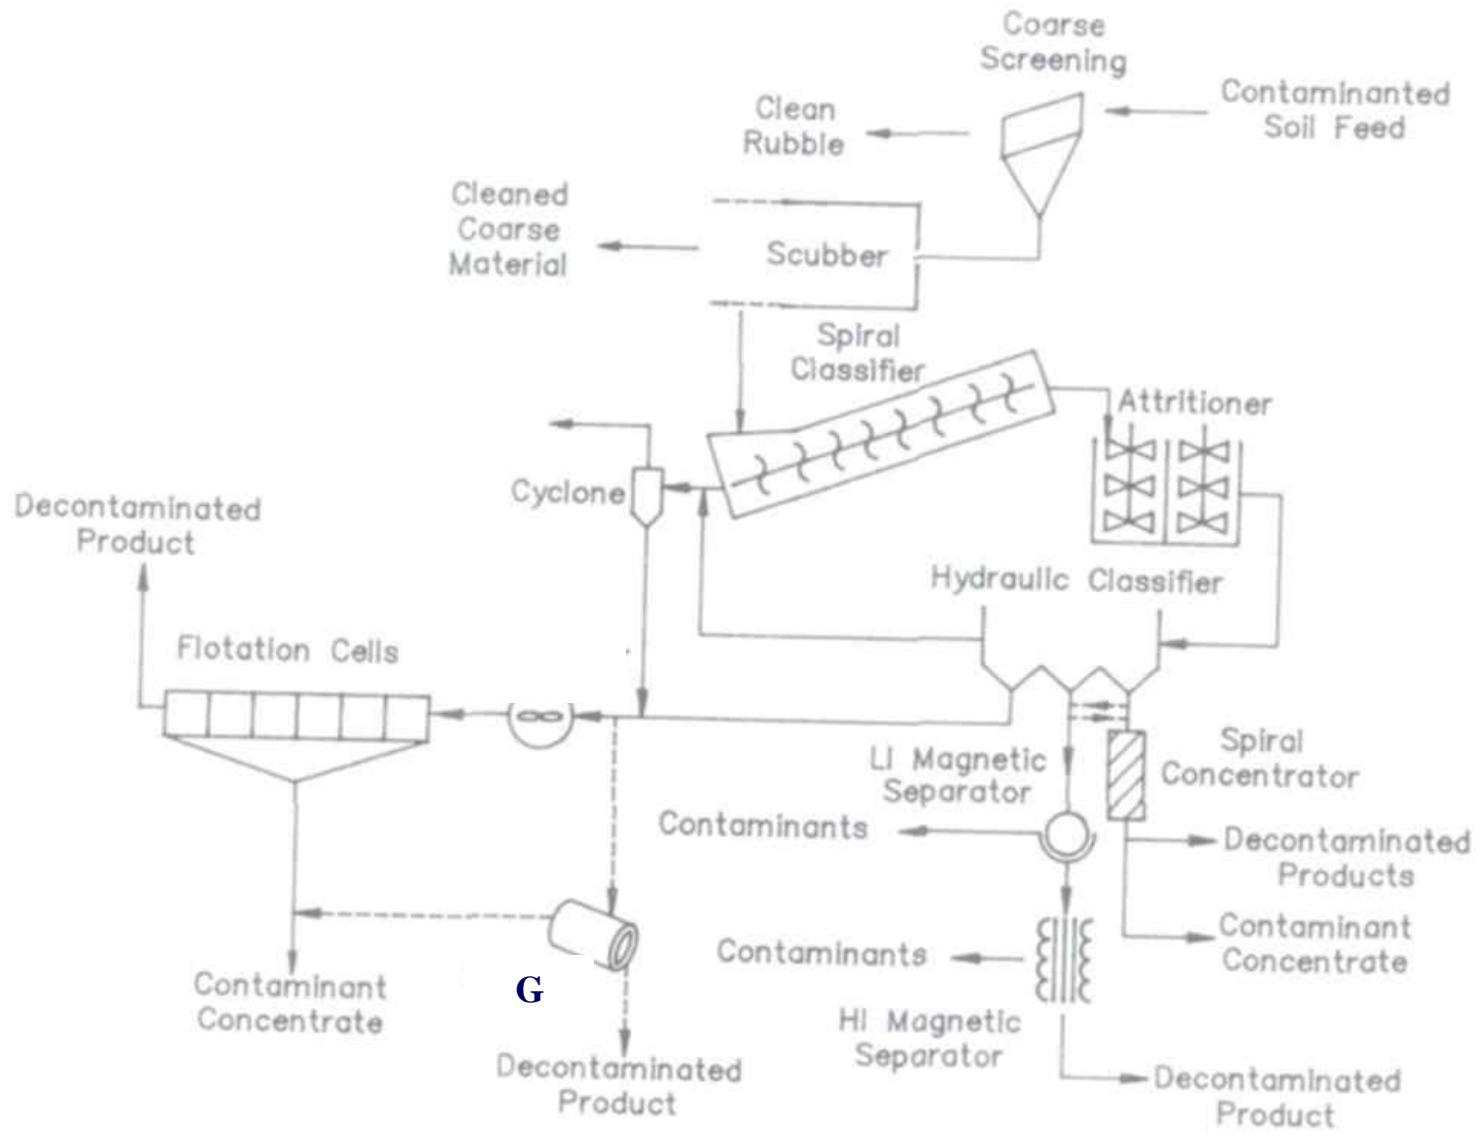 Coarse
Screening
Contaminanted
Soil Feed
Clean
Rubble
Cleaned
Coarse
Material
Scubber
Spiral
Classifier
Attritioner
Cyclone
Decontaminated
Product
Hydraulic Classifier
Flotation Cells
LI Magnetic
Separator
Spiral
Concentrator
Contaminants
Decontaminated
Products
Contaminant
Concentrate
Contaminants
Contaminant
Concentrate
G
HI Magnetic
Separator
Decontaminated
Product
Decontaminated
Product